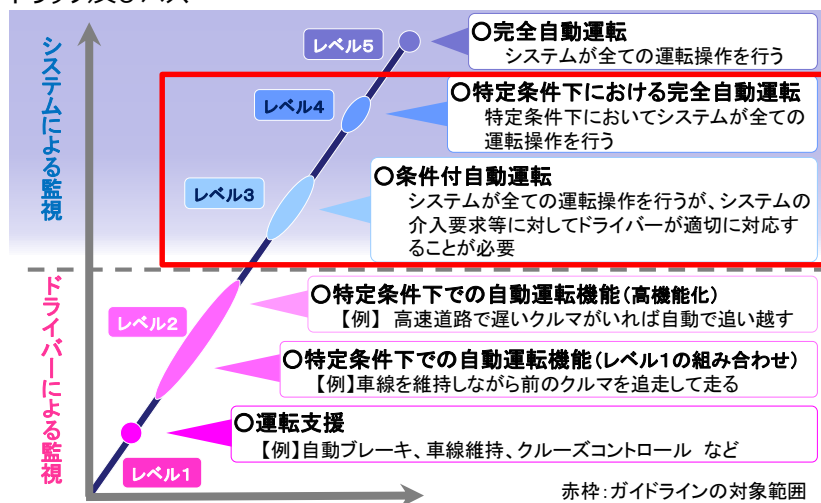 トラック及びバス
システムによる監視
レベル5
〇完全自動運転
システムが全ての運転操作を行う
レベル4
〇特定条件下における完全自動運転
特定条件下においてシステムが全ての
運転操作を行う
レベル3
〇条件付自動運転
システムが全ての運転操作を行うが、システムの
介入要求等に対してドライバーが適切に対応す
ることが必要
ドライバーによる監視
レベル2
〇特定条件下での自動運転機能(高機能化)
【例】 高速道路で遅いクルマがいれば自動で追い越す
〇特定条件下での自動運転機能(レベル1の組み合わせ)
【例】車線を維持しながら前のクルマを追走して走る
〇運転支援
【例】自動ブレーキ、車線維持、クルーズコントロール など
レベル1
赤枠:ガイドラインの対象範囲